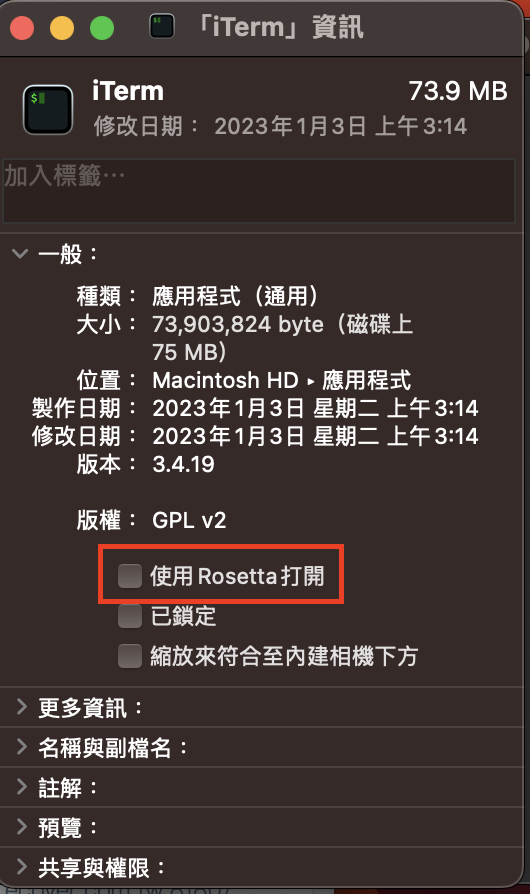 「iTerm」資訊
iTerm 73.9 MB
修改日期： 2023年1月3日 上午3:14
加入標籤⋯
一般：
種類： 應用程式（通用）
大小： 73,903,824 byte（磁碟上
75 MB）
位置： Macintosh HD ▸ 應用程式
製作日期： 2023年1月3日 星期二 上午3:14
修改日期： 2023年1月3日 星期二 上午3:14
版本： 3.4.19
版權： GPL v2
使用Rosetta打開
已鎖定
縮放來符合至內建相機下方
更多資訊：
名稱與副檔名：
註解：
預覽：
共享與權限：